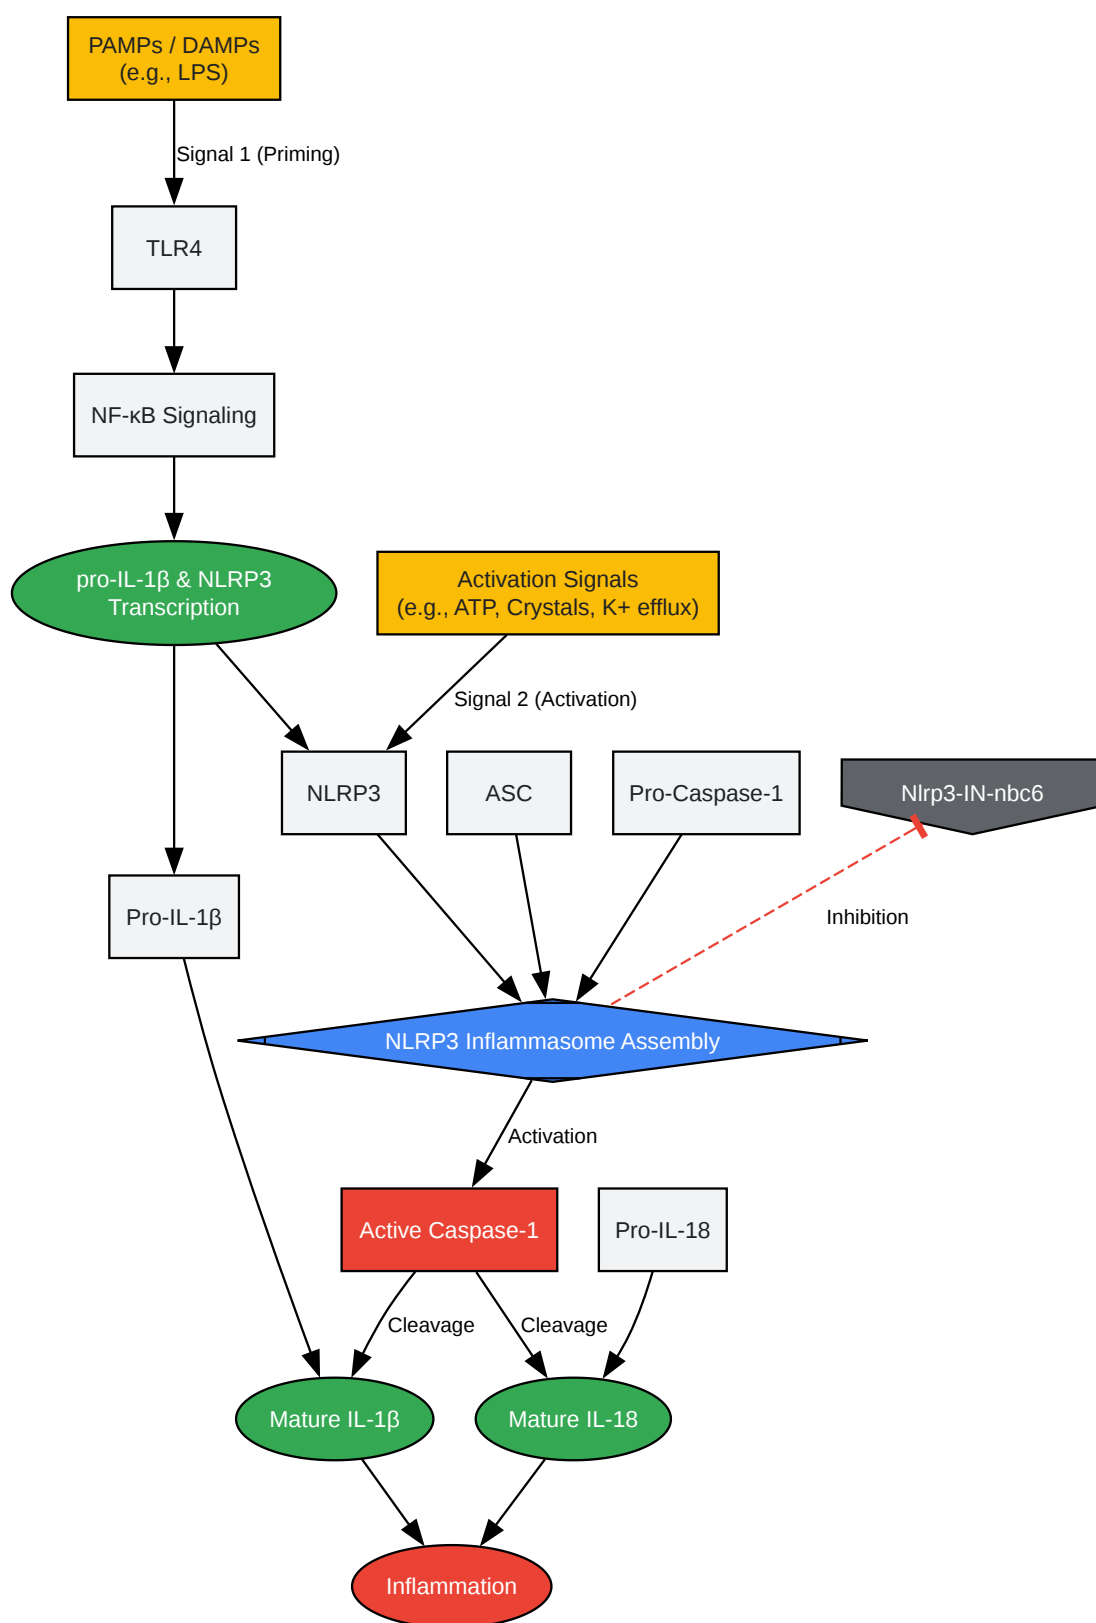 PAMPs / DAMPs
(e.g., LPS)
Signal 1 (Priming)
TLR4
NF-κB Signaling
pro-IL-1β & NLRP3
Transcription
Activation Signals
(e.g., ATP, Crystals, K+ efflux)
Signal 2 (Activation)
NLRP3
ASC
Pro-Caspase-1
Nlrp3-IN-nbc6
Pro-IL-1β
Inhibition
NLRP3 Inflammasome Assembly
Activation
Active Caspase-1
Pro-IL-18
Cleavage
Cleavage
Mature IL-1β
Mature IL-18
Inflammation